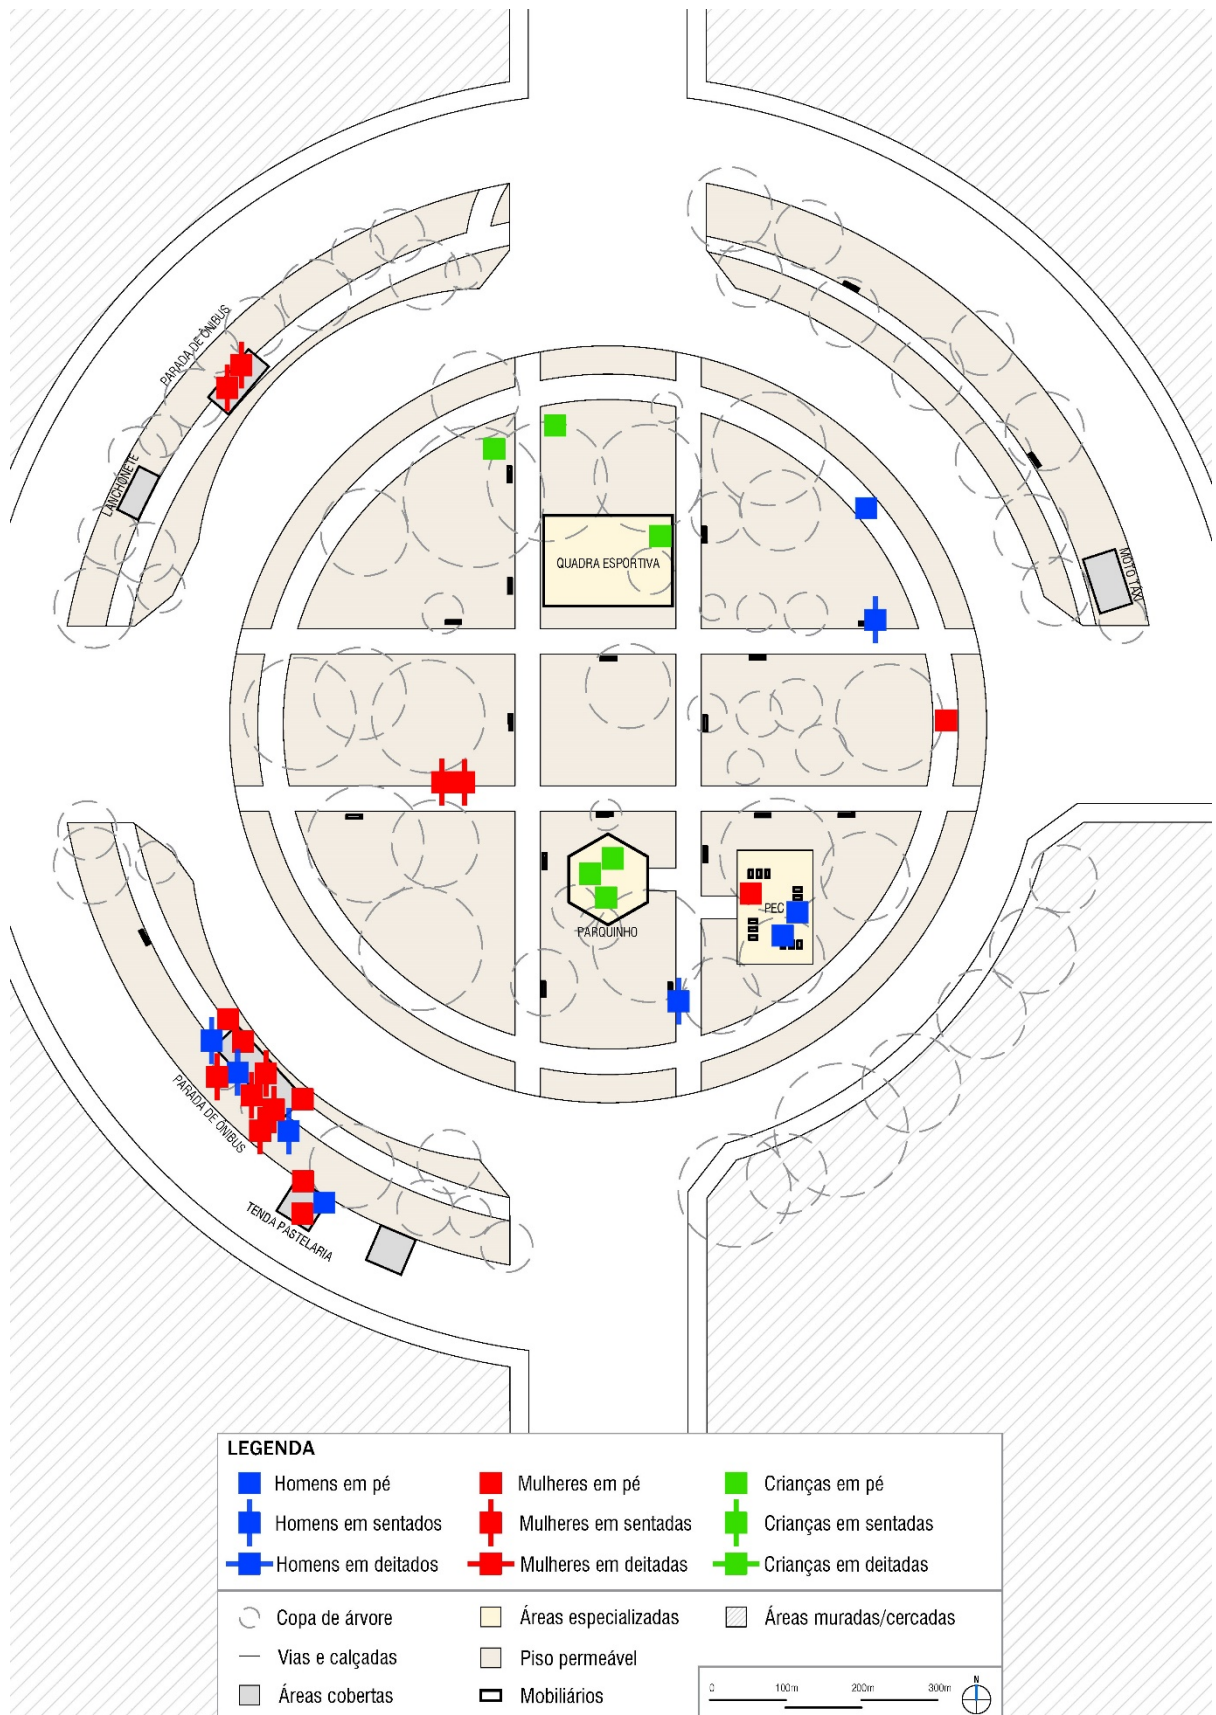 PARADA DE ÔNIBUS
LANCHONETE
MOTO TÁXI
QUADRA ESPORTIVA
PEC
PARQUINHO
PARADA DE ÔNIBUS
TENDA PASTELARIA
LEGENDA
Homens em pé
Mulheres em pé
Crianças em pé
Homens em sentados
Mulheres em sentadas
Crianças em sentadas
Homens em deitados
Mulheres em deitadas
Crianças em deitadas
Copa de árvore
Áreas especializadas
Áreas muradas/cercadas
Vias e calçadas
Piso permeável
Áreas cobertas
Mobiliários
0 100m 200m 300m
N